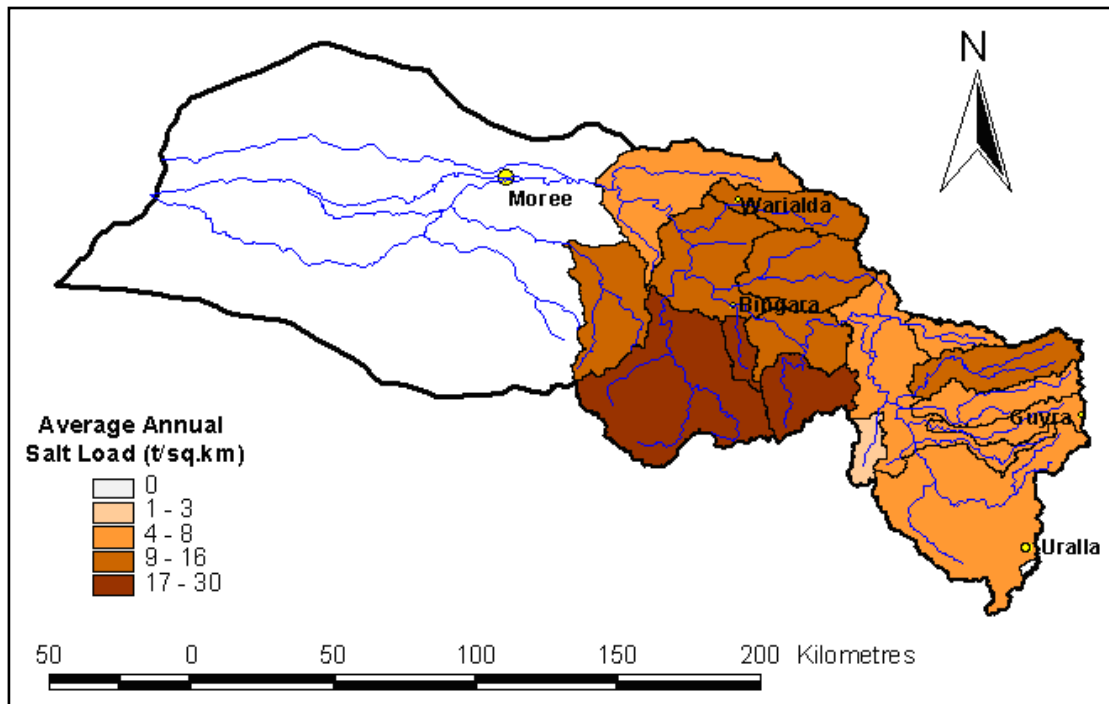 N
Moree
Warialda
Bingara
Guyra
Uralla
Average Annual
Salt Load (t/sq.km)
0
1 - 3
4 - 8
9 - 16
17 - 30
50 0 50 100 150 200 Kilometres